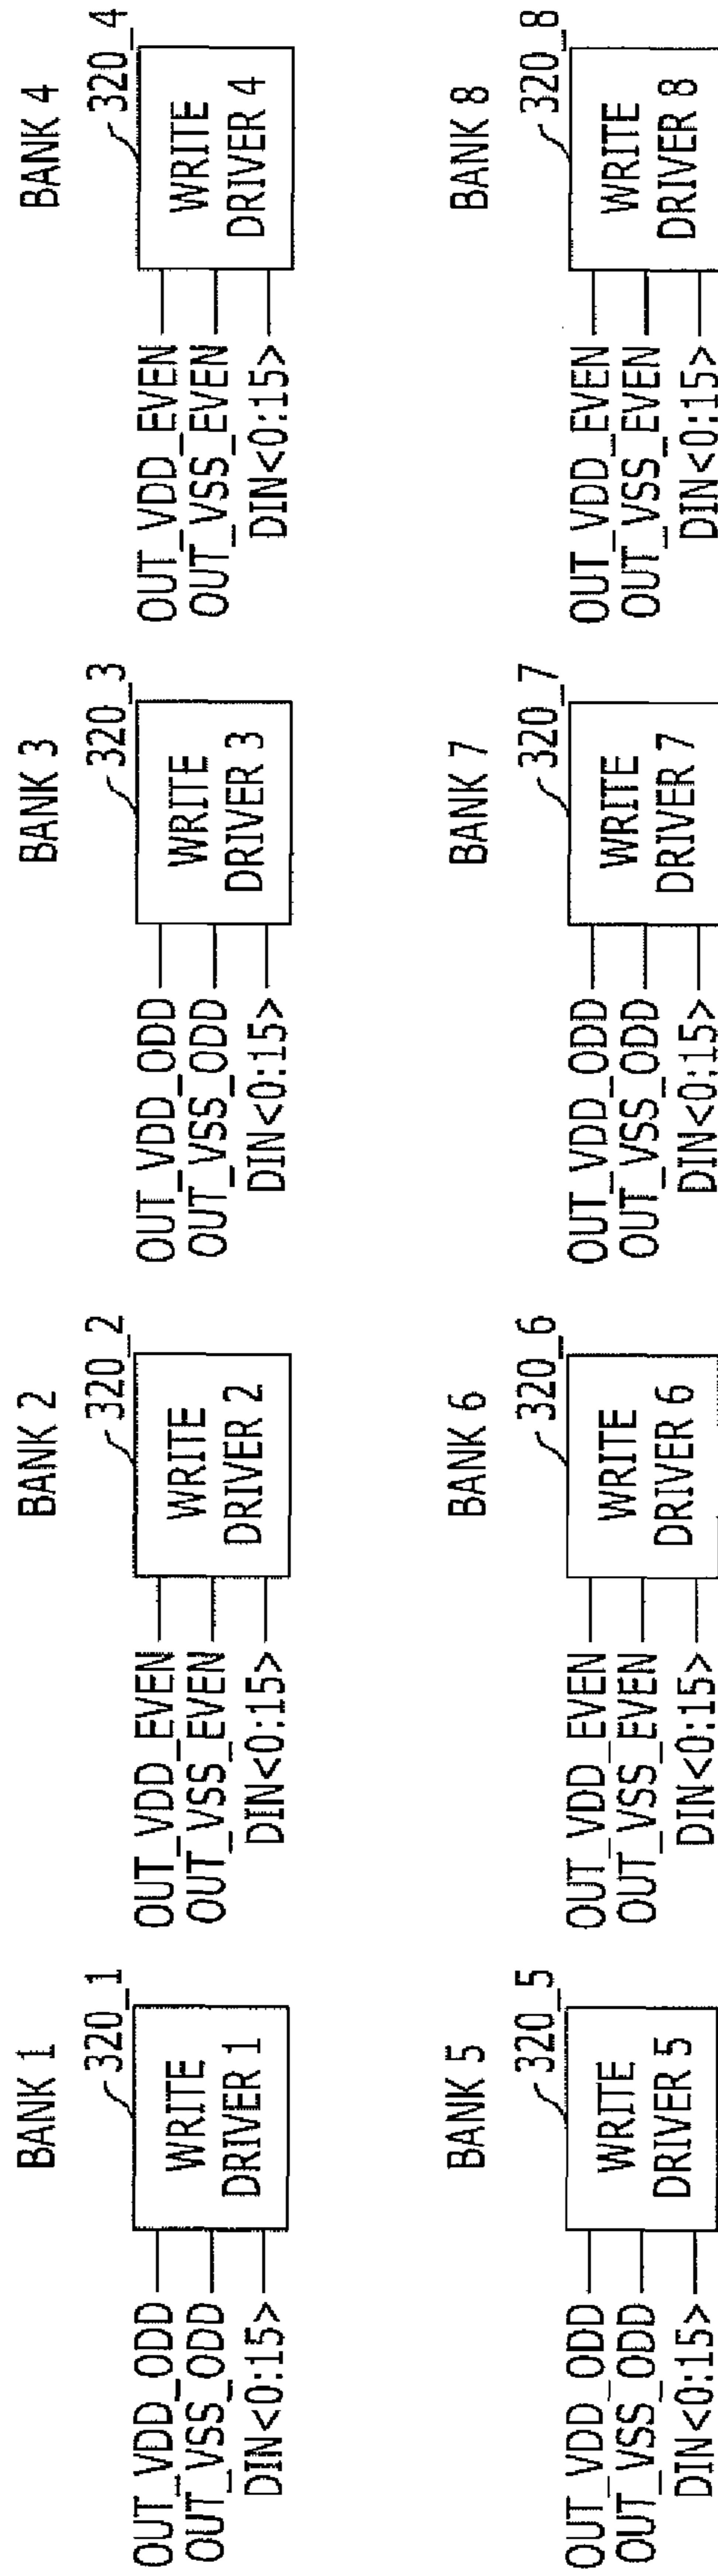 BANK 1
320_1
WRITE
DRIVER 1
OUT_VDD_ODD
OUT_VSS_ODD
DIN<0:15>
BANK 2
320_2
WRITE
DRIVER 2
OUT_VDD_EVEN
OUT_VSS_EVEN
DIN<0:15>
BANK 3
320_3
WRITE
DRIVER 3
OUT_VDD_ODD
OUT_VSS_ODD
DIN<0:15>
BANK 4
320_4
WRITE
DRIVER 4
OUT_VDD_EVEN
OUT_VSS_EVEN
DIN<0:15>
BANK 5
320_5
WRITE
DRIVER 5
OUT_VDD_ODD
OUT_VSS_ODD
DIN<0:15>
BANK 6
320_6
WRITE
DRIVER 6
OUT_VDD_EVEN
OUT_VSS_EVEN
DIN<0:15>
BANK 7
320_7
WRITE
DRIVER 7
OUT_VDD_ODD
OUT_VSS_ODD
DIN<0:15>
BANK 8
320_8
WRITE
DRIVER 8
OUT_VDD_EVEN
OUT_VSS_EVEN
DIN<0:15>